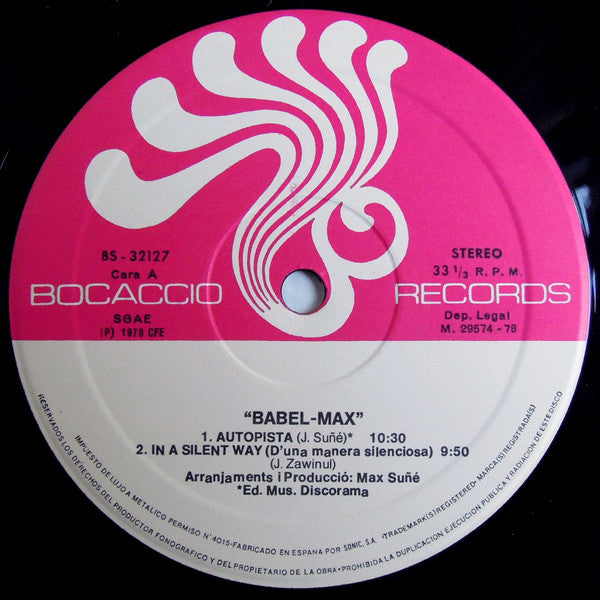 BS - 32127
Cara A
STEREO
33 1/3 R. P. M.
BOCACCIO RECORDS
SGAE
(P) 1978 CFE
Dep. Legal
M. 29574 - 78
“BABEL-MAX”
1. AUTOPISTA (J. Suñé)* 10:30
2. IN A SILENT WAY (D'una manera silenciosa) 9:50
(J. Zawinul)
Arranjaments i Producció: Max Suñé
*Ed. Mus. Discorama
IMPUESTO DE LUJO A METALICO PERMISO N° 4015 - FABRICADO EN ESPAÑA POR SONIC, S.A. - TRADEMARK(S) REGISTERED - MARCA(S) REGISTRADA(S)
RESERVADOS LOS DERECHOS DEL PRODUCTOR FONOGRAFICO Y DEL PROPIETARIO DE LA OBRA • PROHIBIDA LA DUPLICACION, EJECUCION PUBLICA Y RADIACION DE ESTE DISCO